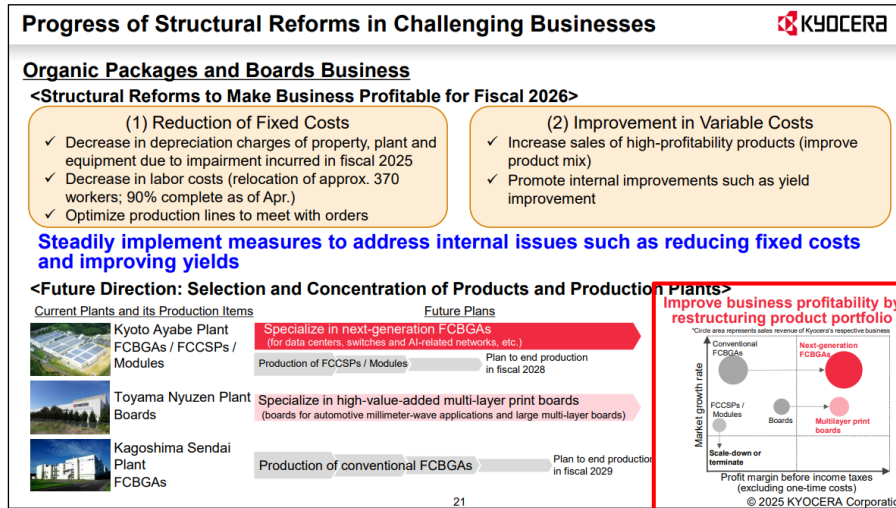 Progress of Structural Reforms in Challenging Businesses
KYOCERA
Organic Packages and Boards Business
<Structural Reforms to Make Business Profitable for Fiscal 2026>
(1) Reduction of Fixed Costs
✓ Decrease in depreciation charges of property, plant and
equipment due to impairment incurred in fiscal 2025
✓ Decrease in labor costs (relocation of approx. 370
workers; 90% complete as of Apr.)
✓ Optimize production lines to meet with orders
(2) Improvement in Variable Costs
✓ Increase sales of high-profitability products (improve
product mix)
✓ Promote internal improvements such as yield
improvement
Steadily implement measures to address internal issues such as reducing fixed costs
and improving yields
<Future Direction: Selection and Concentration of Products and Production Plants>
Current Plants and its Production Items
Future Plans
Kyoto Ayabe Plant
FCBGAs / FCCSPs /
Modules
Specialize in next-generation FCBGAs
(for data centers, switches and AI-related networks, etc.)
Production of FCCSPs / Modules
Plan to end production
in fiscal 2028
Toyama Nyuzen Plant
Boards
Specialize in high-value-added multi-layer print boards
(boards for automotive millimeter-wave applications and large multi-layer boards)
Kagoshima Sendai
Plant
FCBGAs
Production of conventional FCBGAs
Plan to end production
in fiscal 2029
Improve business profitability by
restructuring product portfolio
*Circle area represents sales revenue of Kyocera's respective business
Market growth rate
Conventional
FCBGAs
Next-generation
FCBGAs
FCCSPs /
Modules
Boards
Multilayer print
boards
Scale-down or
terminate
Profit margin before income taxes
(excluding one-time costs)
21
© 2025 KYOCERA Corporatio